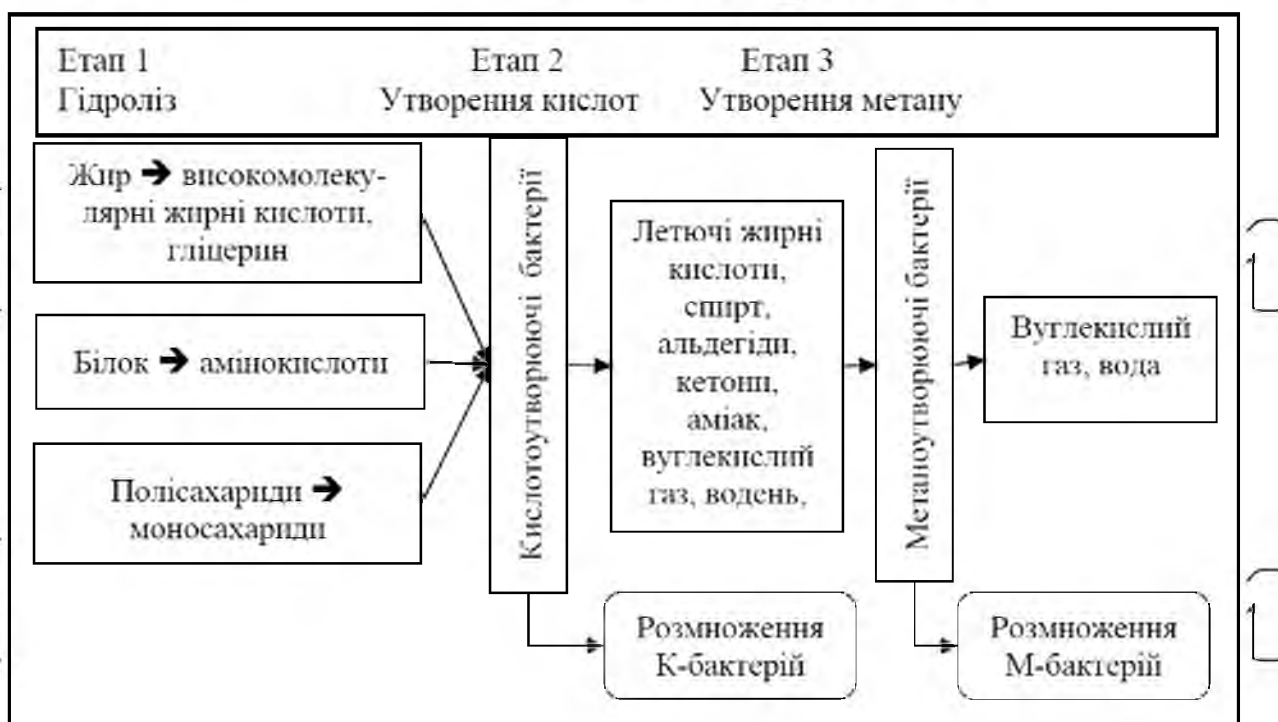 Етап 1 Етап 2 Етап 3
Гідроліз Утворення кислот Утворення метану
Жир ➔ високомолеку-
лярні жирні кислоти,
гліцерин
Білок ➔ амінокислоти
Полісахариди ➔
моносахариди
Кислотоутворюючі бактерії
Летючі жирні
кислоти,
спирт,
альдегіди,
кетони,
аміак,
вуглекислий
газ, водень,
Метаноутворюючі бактерії
Вуглекислий
газ, вода
Розмноження
К-бактерій
Розмноження
М-бактерій